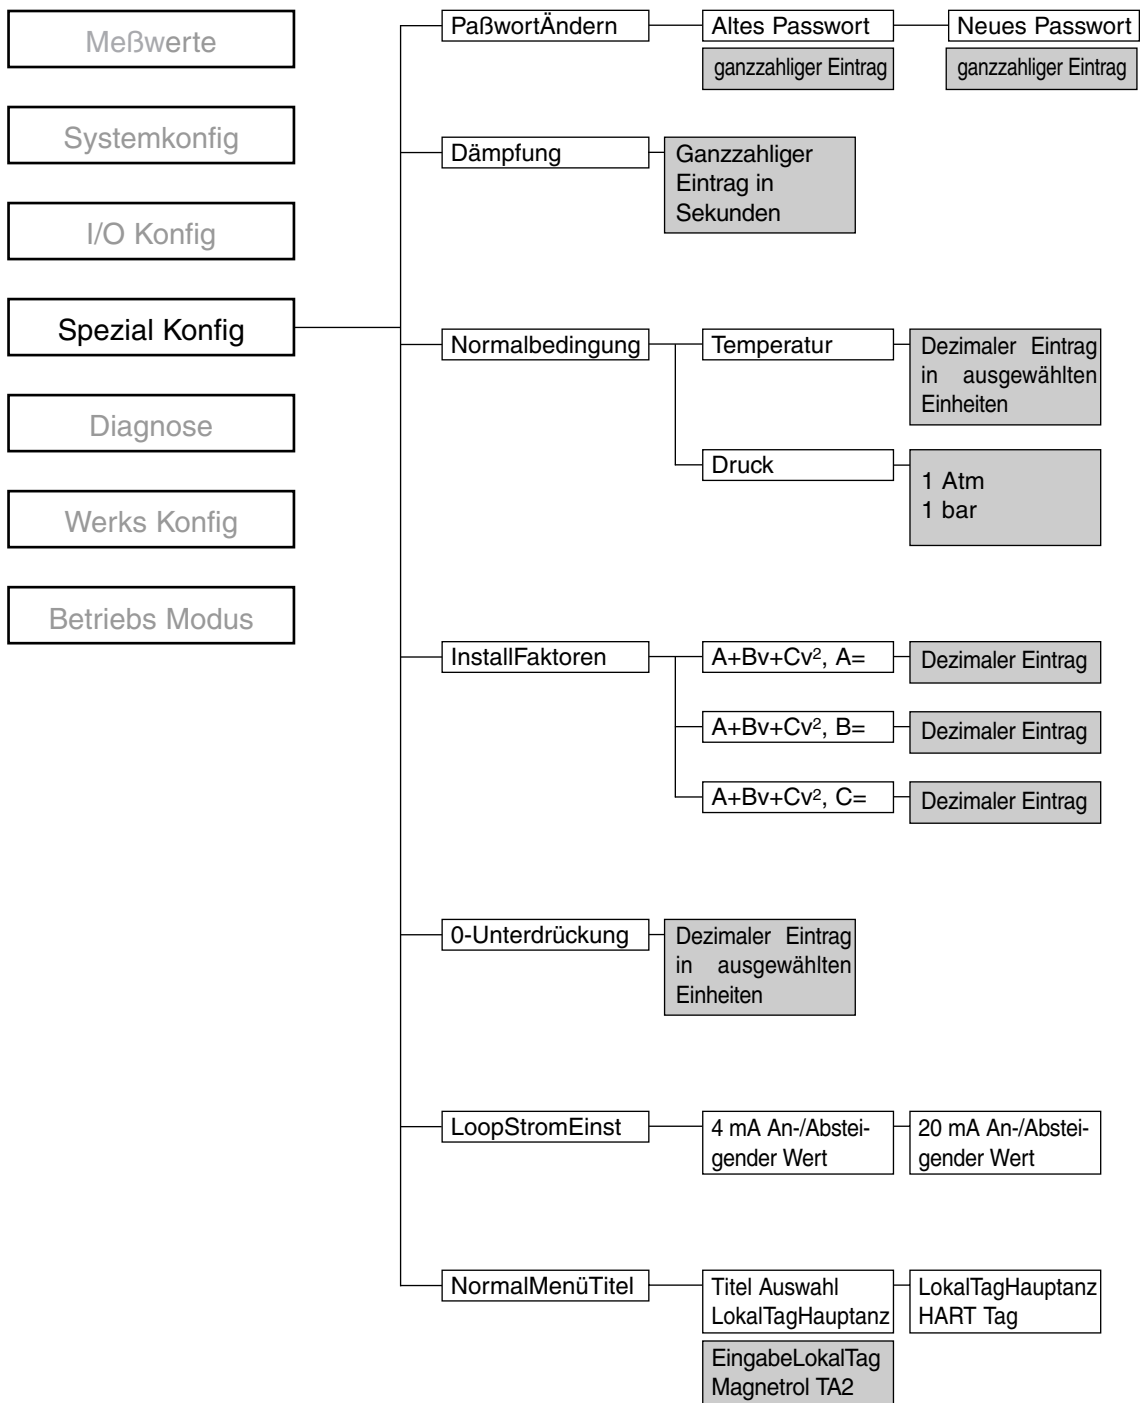 Meßwerte
Systemkonfig
I/O Konfig
Spezial Konfig
Diagnose
Werks Konfig
Betriebs Modus
PaßwortÄndern
Altes Passwort
ganzzahliger Eintrag
Neues Passwort
ganzzahliger Eintrag
Dämpfung
Ganzzahliger
Eintrag in
Sekunden
Normalbedingung
Temperatur
Dezimaler Eintrag
in ausgewählten
Einheiten
Druck
1 Atm
1 bar
InstallFaktoren
A+Bv+Cv², A=
Dezimaler Eintrag
A+Bv+Cv², B=
Dezimaler Eintrag
A+Bv+Cv², C=
Dezimaler Eintrag
0-Unterdrückung
Dezimaler Eintrag
in ausgewählten
Einheiten
LoopStromEinst
4 mA An-/Abstei-
gender Wert
20 mA An-/Abstei-
gender Wert
NormalMenüTitel
Titel Auswahl
LokalTagHauptanz
EingabeLokalTag
Magnetrol TA2
LokalTagHauptanz
HART Tag